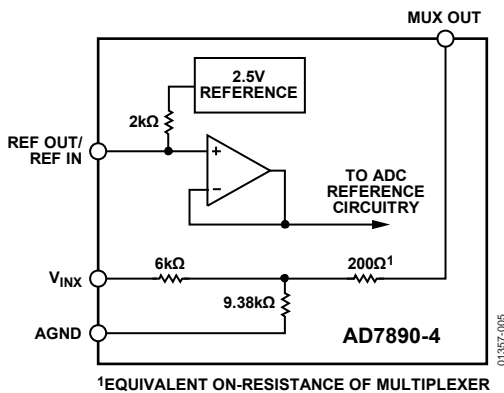 MUX OUT
2.5V
REFERENCE
2kΩ
REF OUT/
REF IN
+
−
TO ADC
REFERENCE
CIRCUITRY
6kΩ
200Ω¹
VINX
9.38kΩ
AGND
AD7890-4
01357-005
¹EQUIVALENT ON-RESISTANCE OF MULTIPLEXER